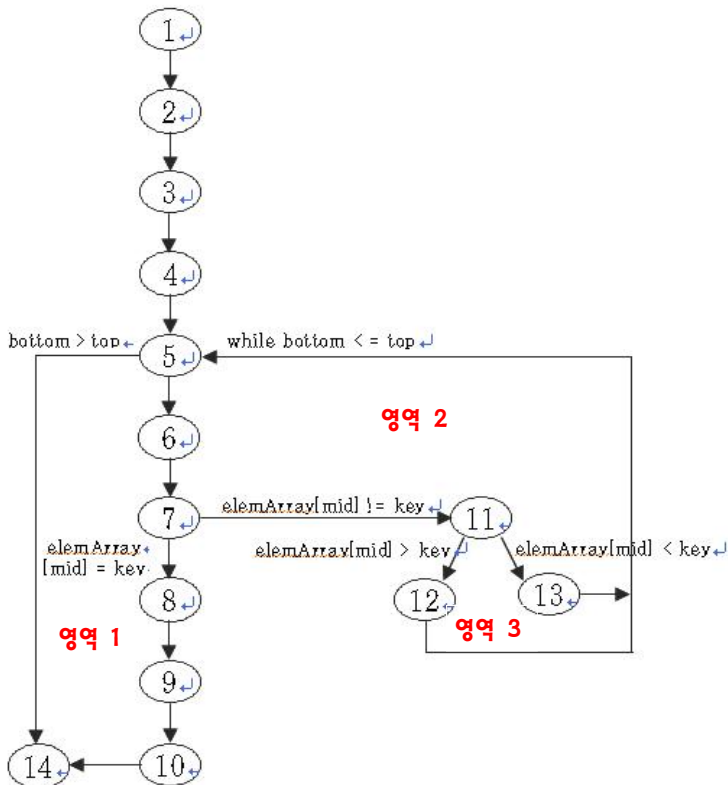 1
2
3
4
bottom > top
while bottom < = top
5
영역 2
6
7
elemArray[mid] != key
11
elemArray
[mid] = key
elemArray[mid] > key
elemArray[mid] < key
8
12
13
영역 1
영역 3
9
14
10